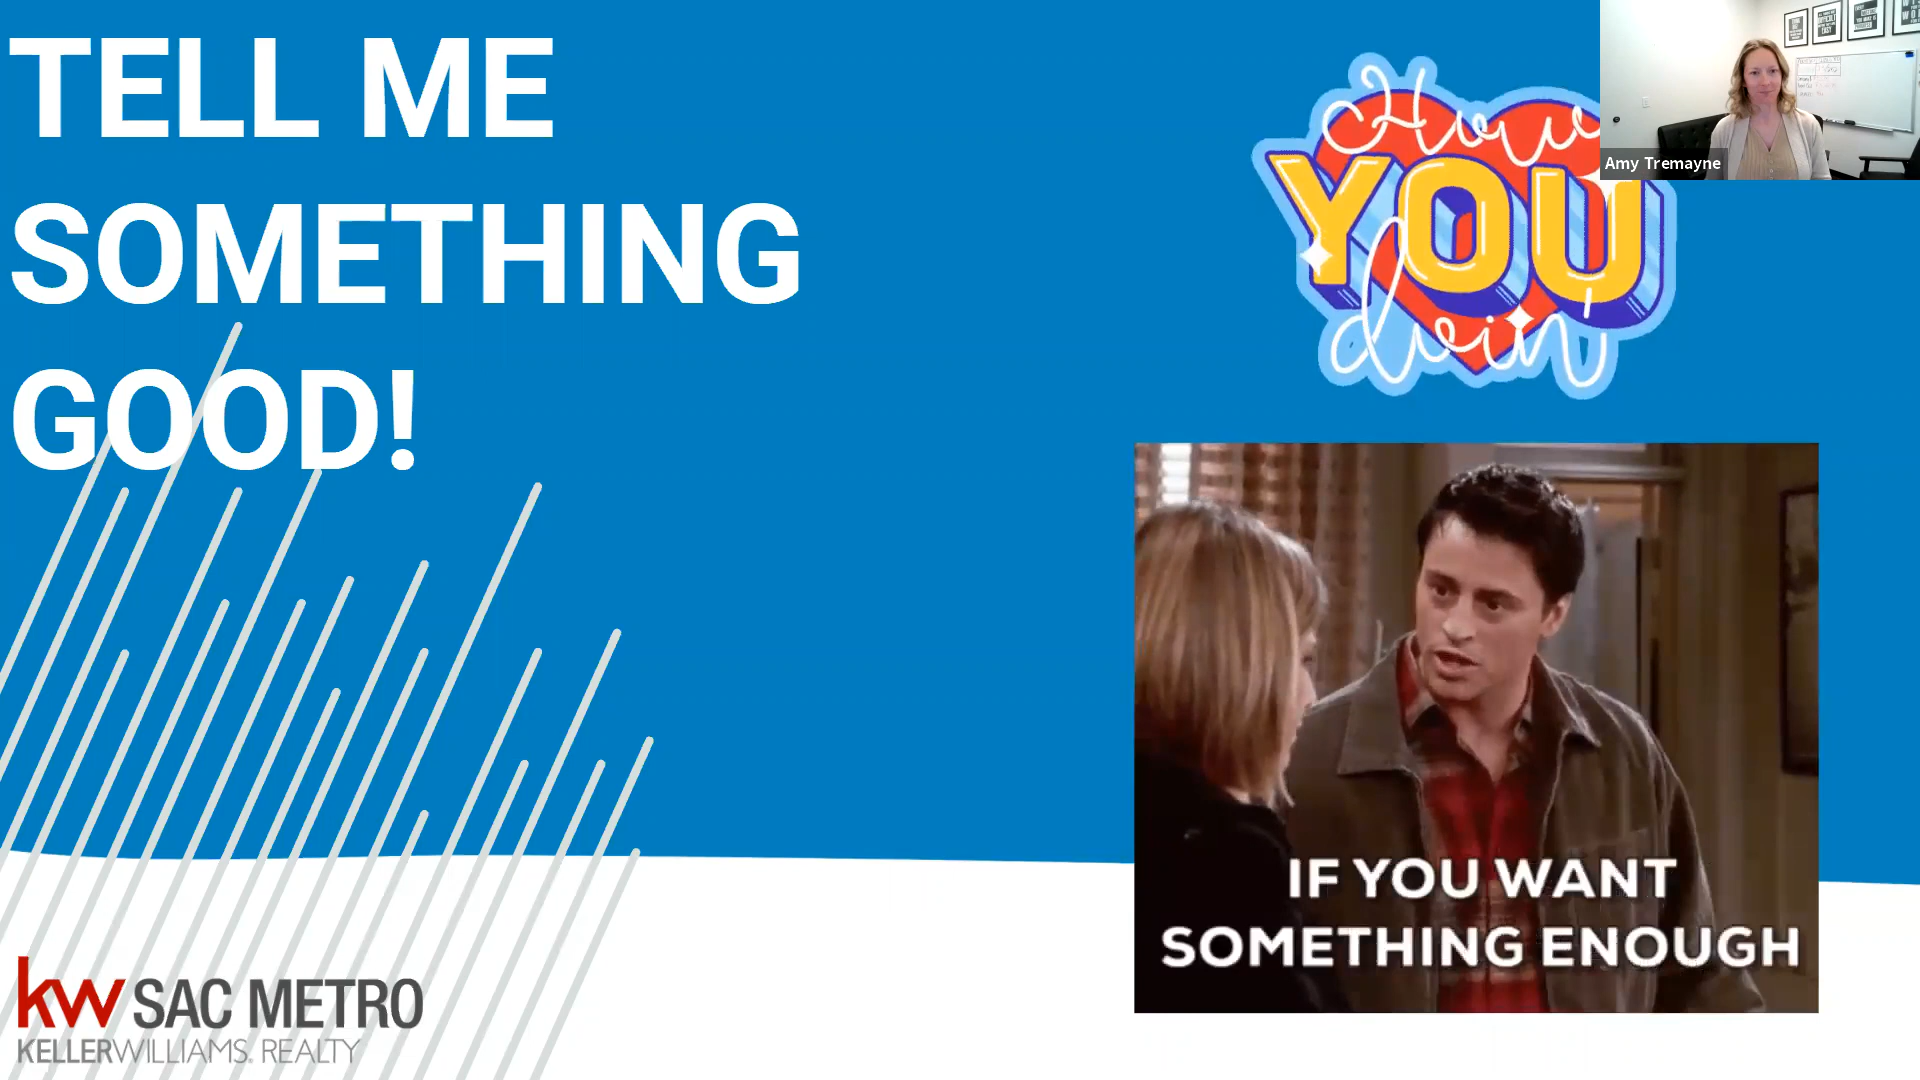 TELL ME
SOMETHING
GOOD!
How
YOU
doin'
Amy Tremayne
IF YOU WANT
SOMETHING ENOUGH
kw SAC METRO
KELLERWILLIAMS. REALTY